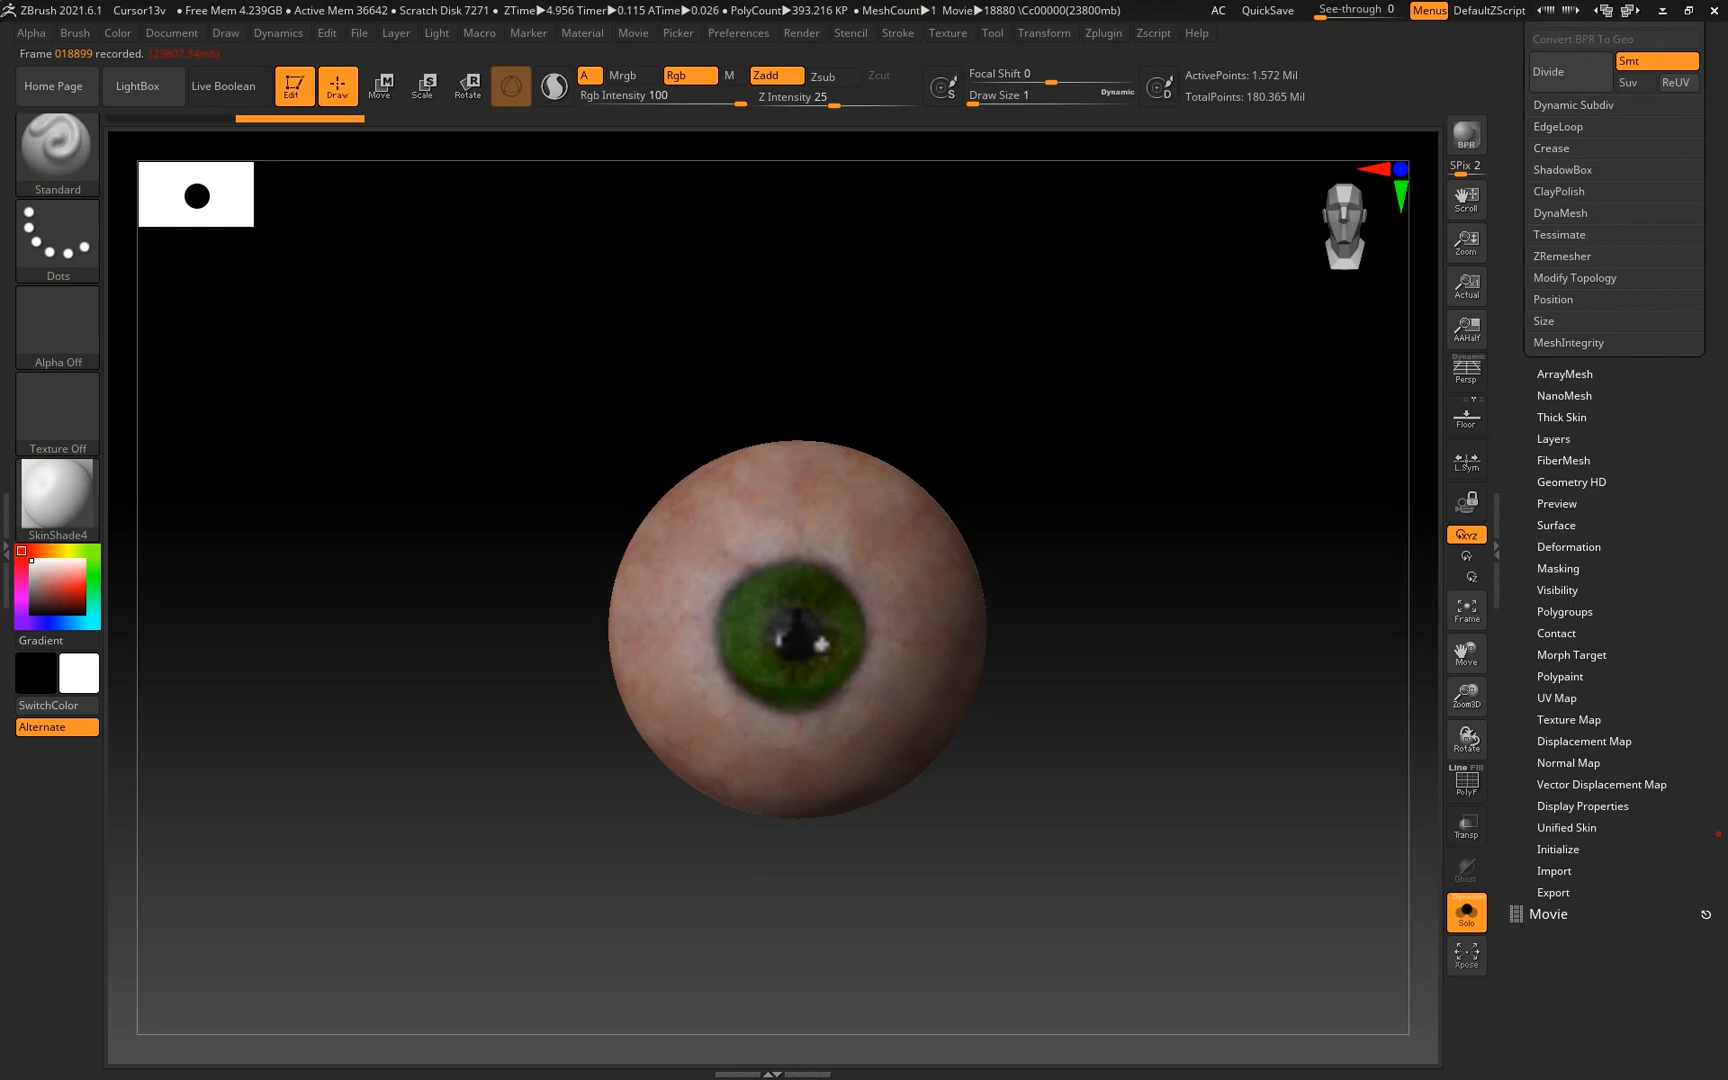 ZBrush 2021.6.1 Cursor13v • Free Mem 4.239GB • Active Mem 36642 • Scratch Disk 7271 • ZTime▶4.956 Timer▶0.115 ATime▶0.026 • PolyCount▶393.216 KP • MeshCount▶1 Movie▶18880 \Cc00000(23800mb) AC QuickSave See-through 0 Menus DefaultZScript
Alpha Brush Color Document Draw Dynamics Edit File Layer Light Macro Marker Material Movie Picker Preferences Render Stencil Stroke Texture Tool Transform Zplugin Zscript Help
Frame 018899 recorded. (23807.34mb)
Home Page LightBox Live Boolean Edit Draw Move Scale Rotate
A Mrgb Rgb M Zadd Zsub Zcut
Rgb Intensity 100 Z Intensity 25
S
Focal Shift 0
Draw Size 1 Dynamic
D
ActivePoints: 1.572 Mil
TotalPoints: 180.365 Mil
Standard
Dots
Alpha Off
Texture Off
SkinShade4
Gradient
SwitchColor
Alternate
BPR
SPix 2
Scroll
Zoom
Actual
AAHalf
Dynamic
Persp
Floor
L.Sym
XYZ
Y
Z
Frame
Move
Zoom3D
Rotate
Line Fill
PolyF
Transp
Ghost
Dynamic
Solo
Xpose
Convert BPR To Geo
Divide Smt
Suv ReUV
Dynamic Subdiv
EdgeLoop
Crease
ShadowBox
ClayPolish
DynaMesh
Tessimate
ZRemesher
Modify Topology
Position
Size
MeshIntegrity
ArrayMesh
NanoMesh
Thick Skin
Layers
FiberMesh
Geometry HD
Preview
Surface
Deformation
Masking
Visibility
Polygroups
Contact
Morph Target
Polypaint
UV Map
Texture Map
Displacement Map
Normal Map
Vector Displacement Map
Display Properties
Unified Skin
Initialize
Import
Export
Movie